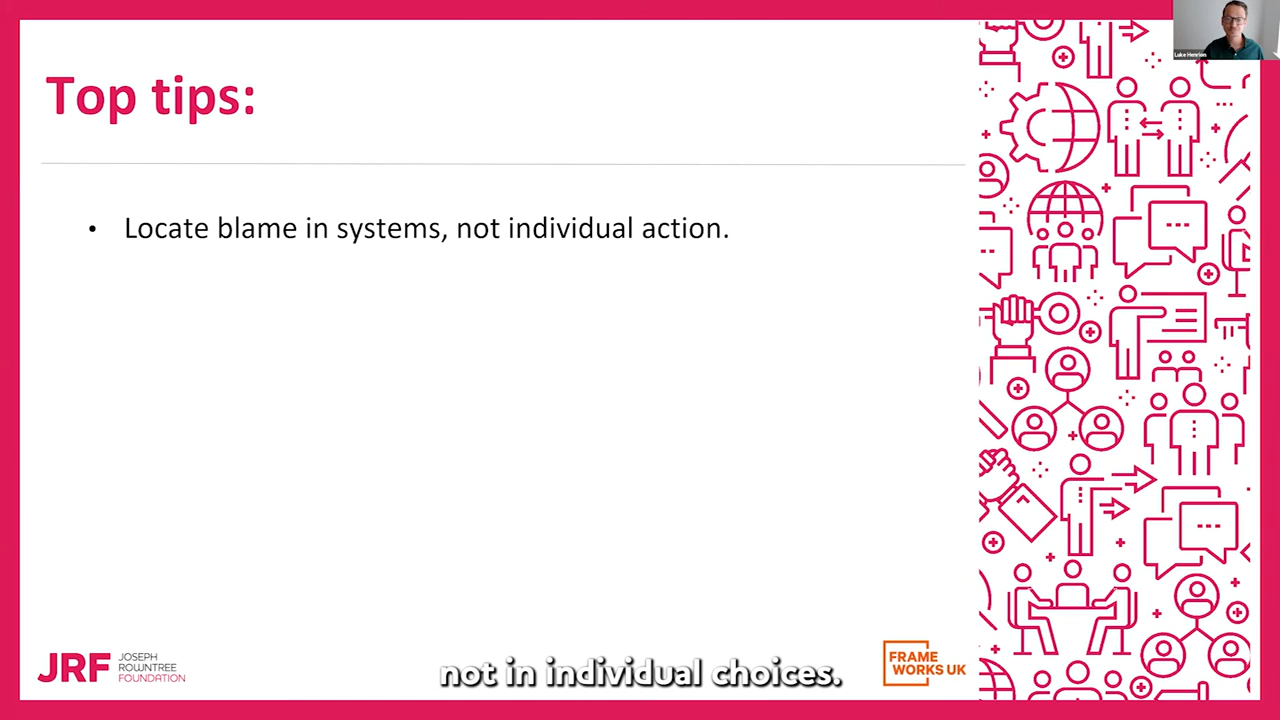 Luke Henrion
Top tips:
• Locate blame in systems, not individual action.
JRF
JOSEPH
ROWNTREE
FOUNDATION
not in individual choices.
FRAME
WORKS UK